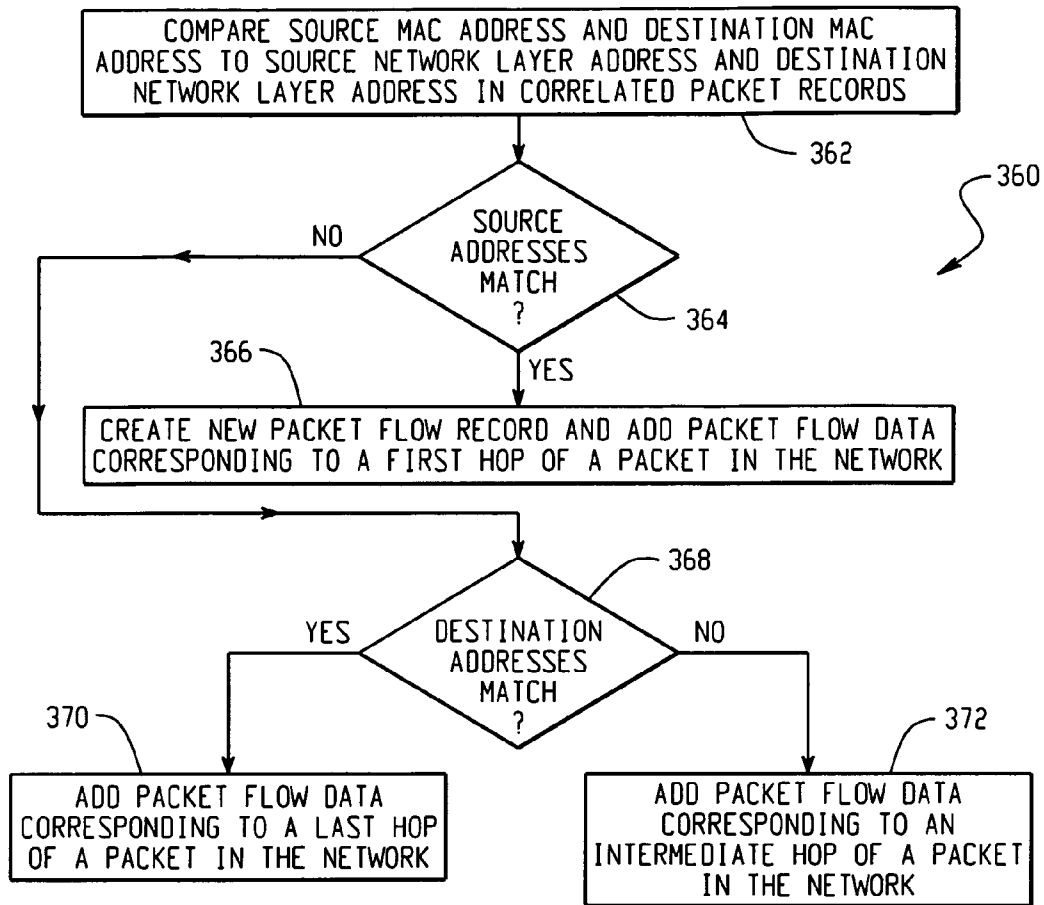 COMPARE SOURCE MAC ADDRESS AND DESTINATION MAC
ADDRESS TO SOURCE NETWORK LAYER ADDRESS AND DESTINATION
NETWORK LAYER ADDRESS IN CORRELATED PACKET RECORDS
362
360
SOURCE
ADDRESSES
MATCH
?
NO
364
YES
366
CREATE NEW PACKET FLOW RECORD AND ADD PACKET FLOW DATA
CORRESPONDING TO A FIRST HOP OF A PACKET IN THE NETWORK
368
DESTINATION
ADDRESSES
MATCH
?
YES
NO
370
372
ADD PACKET FLOW DATA
CORRESPONDING TO A LAST HOP
OF A PACKET IN THE NETWORK
ADD PACKET FLOW DATA
CORRESPONDING TO AN
INTERMEDIATE HOP OF A PACKET
IN THE NETWORK